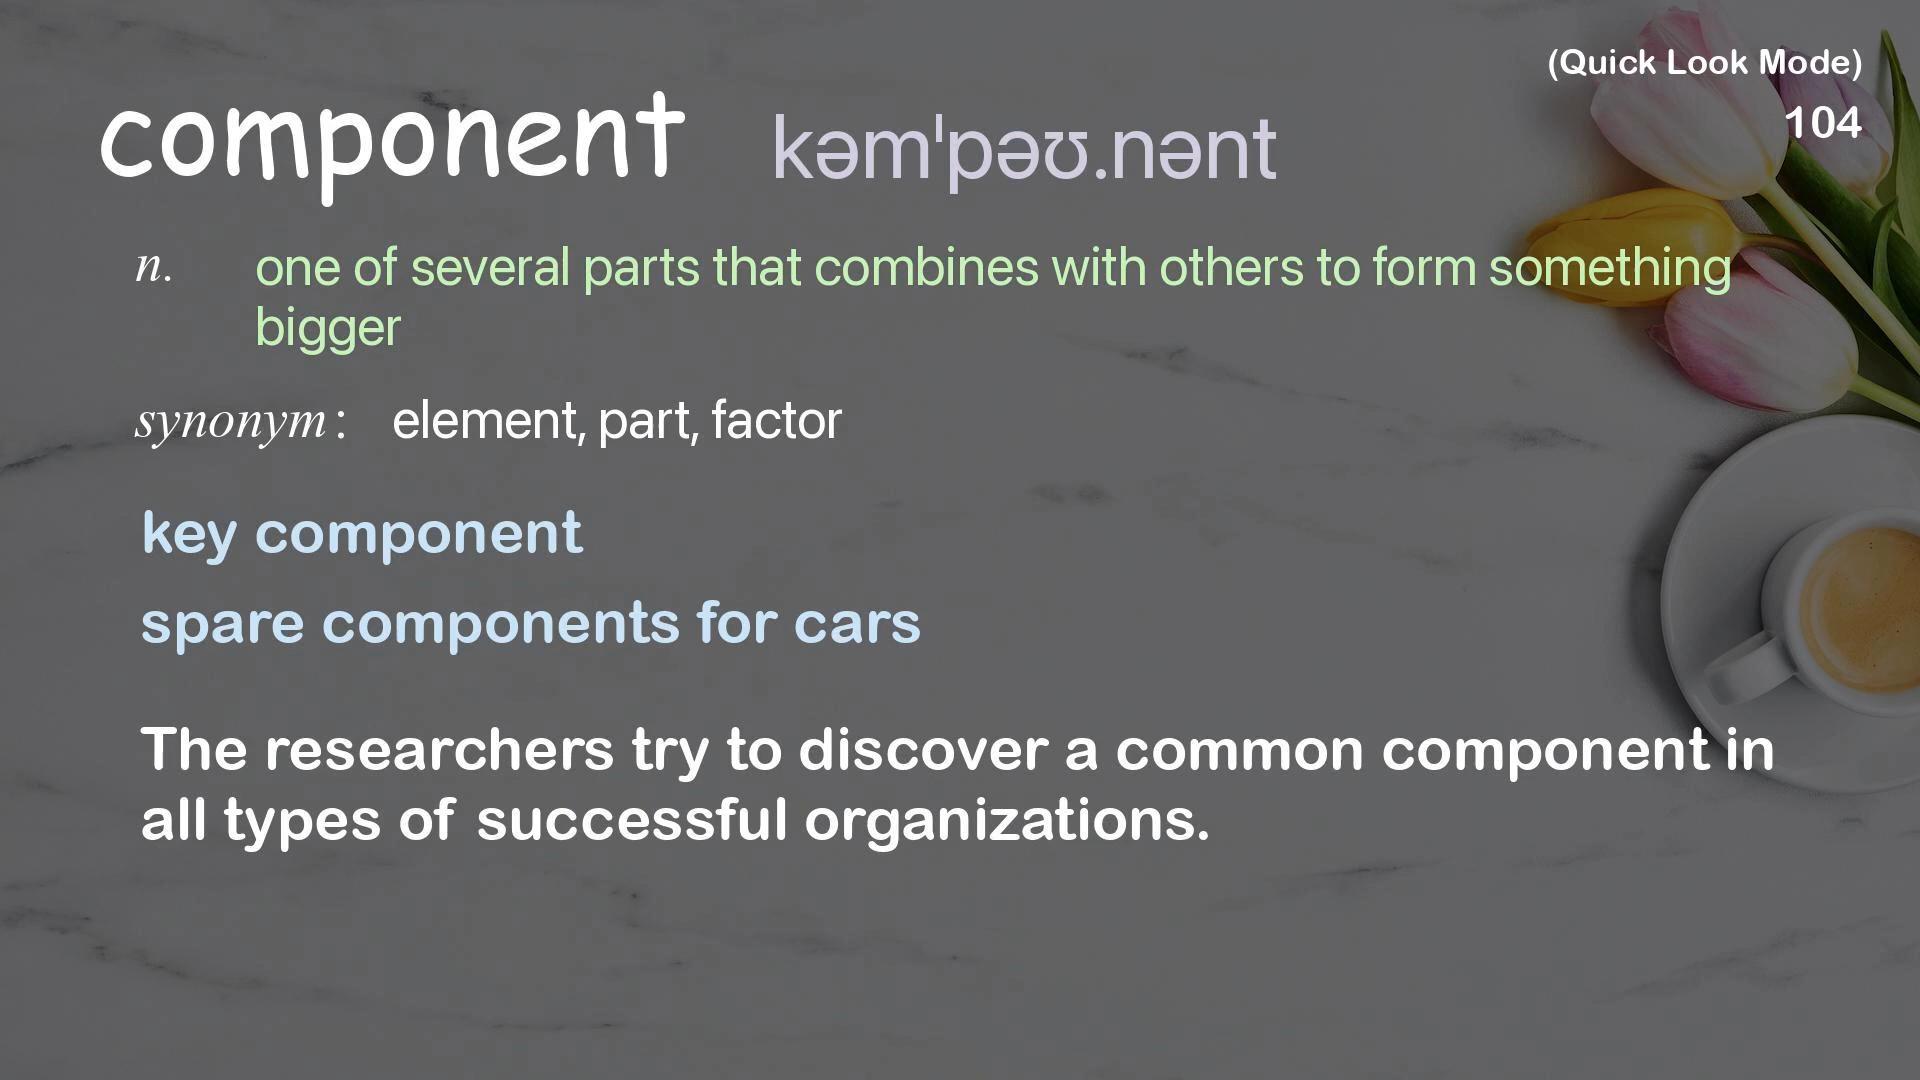 (Quick Look Mode)
104
component kəmˈpəʊ.nənt
n. one of several parts that combines with others to form something
bigger
synonym: element, part, factor
key component
spare components for cars
The researchers try to discover a common component in
all types of successful organizations.